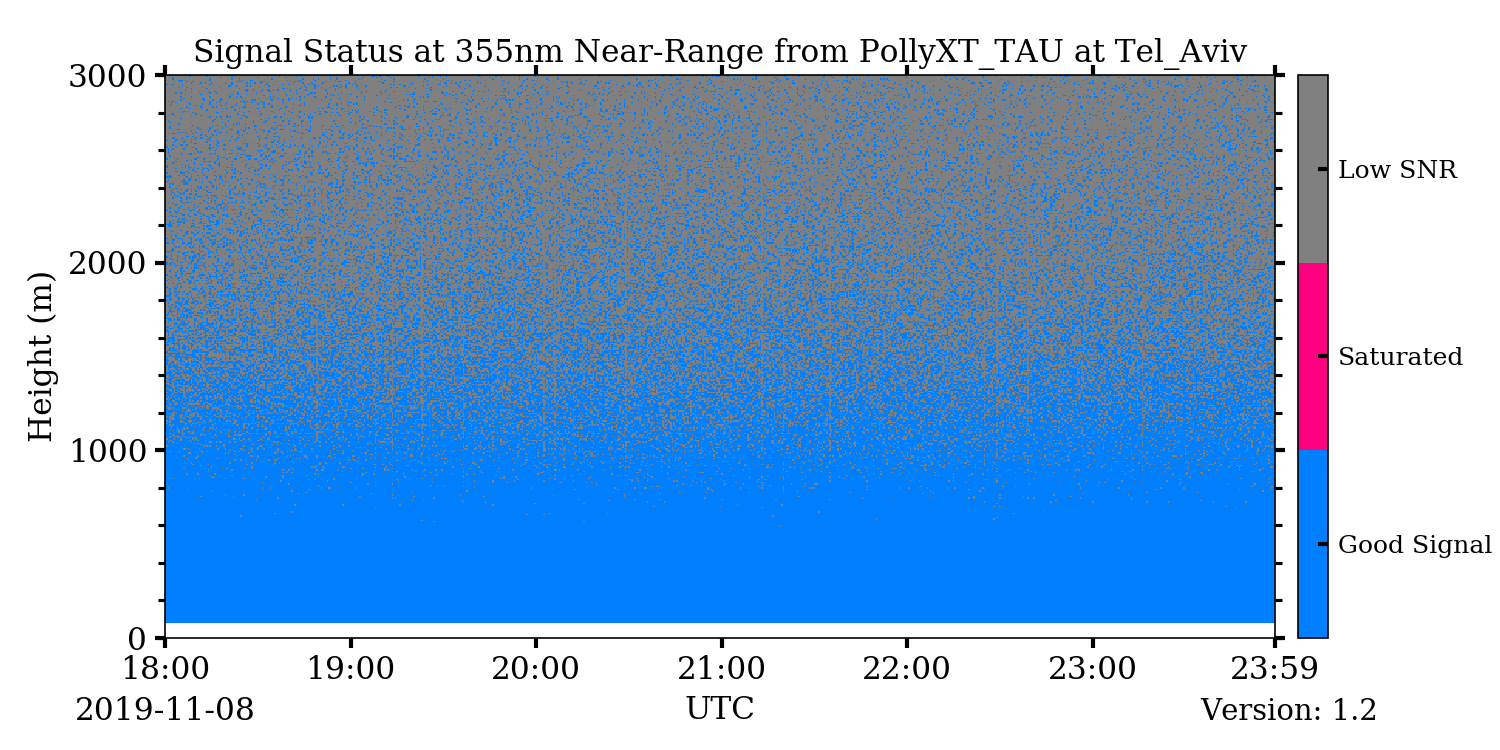 Signal Status at 355nm Near-Range from PollyXT_TAU at Tel_Aviv
3000
2000
1000
0
Height (m)
18:00 19:00 20:00 21:00 22:00 23:00 23:59
2019-11-08 UTC Version: 1.2
Low SNR
Saturated
Good Signal